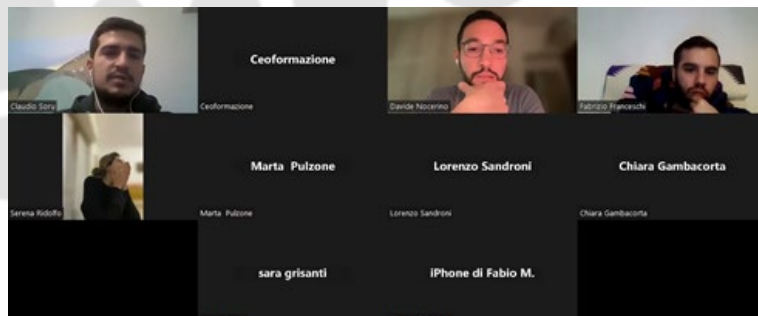 Ceoformazione
Claudio Soru
Ceoformazione
Davide Nocerino
Fabrizio Franceschi
Marta Pulzone
Lorenzo Sandroni
Chiara Gambacorta
Serena Ridolfo
Marta Pulzone
Lorenzo Sandroni
Chiara Gambacorta
sara grisanti
iPhone di Fabio M.